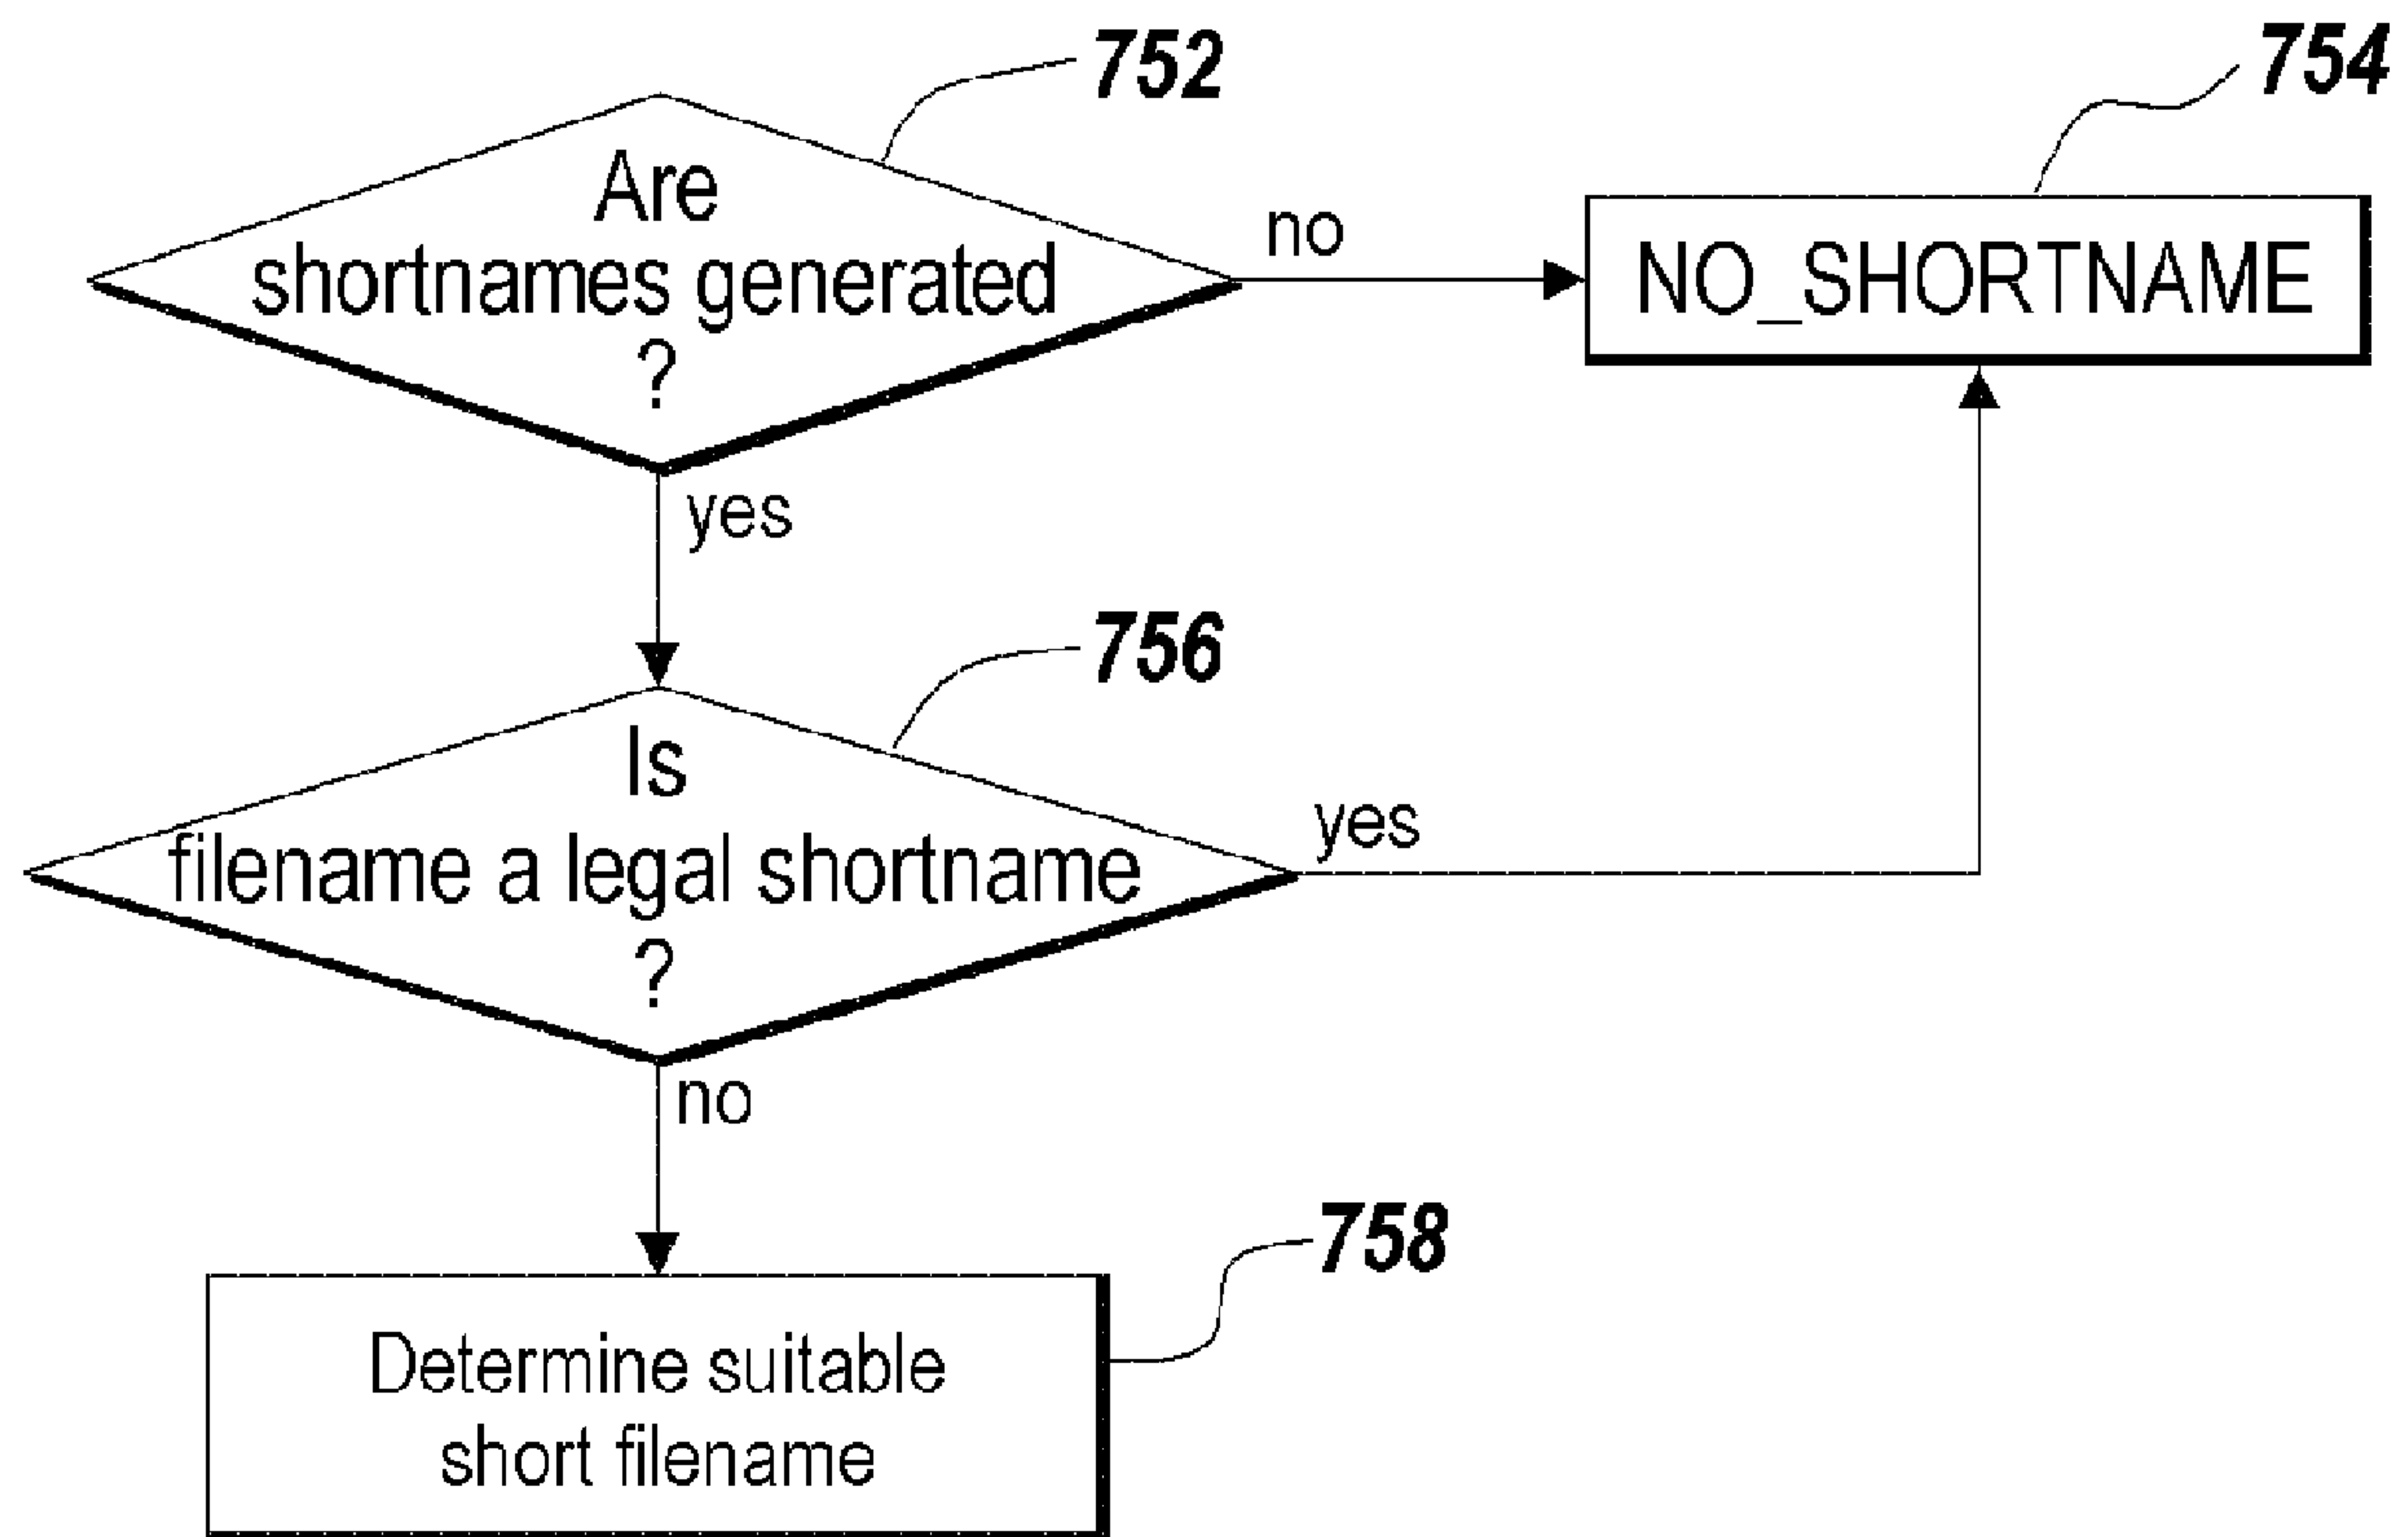 752
754
Are
shortnames generated
?
no
NO_SHORTNAME
yes
756
Is
filename a legal shortname
?
yes
no
758
Determine suitable
short filename